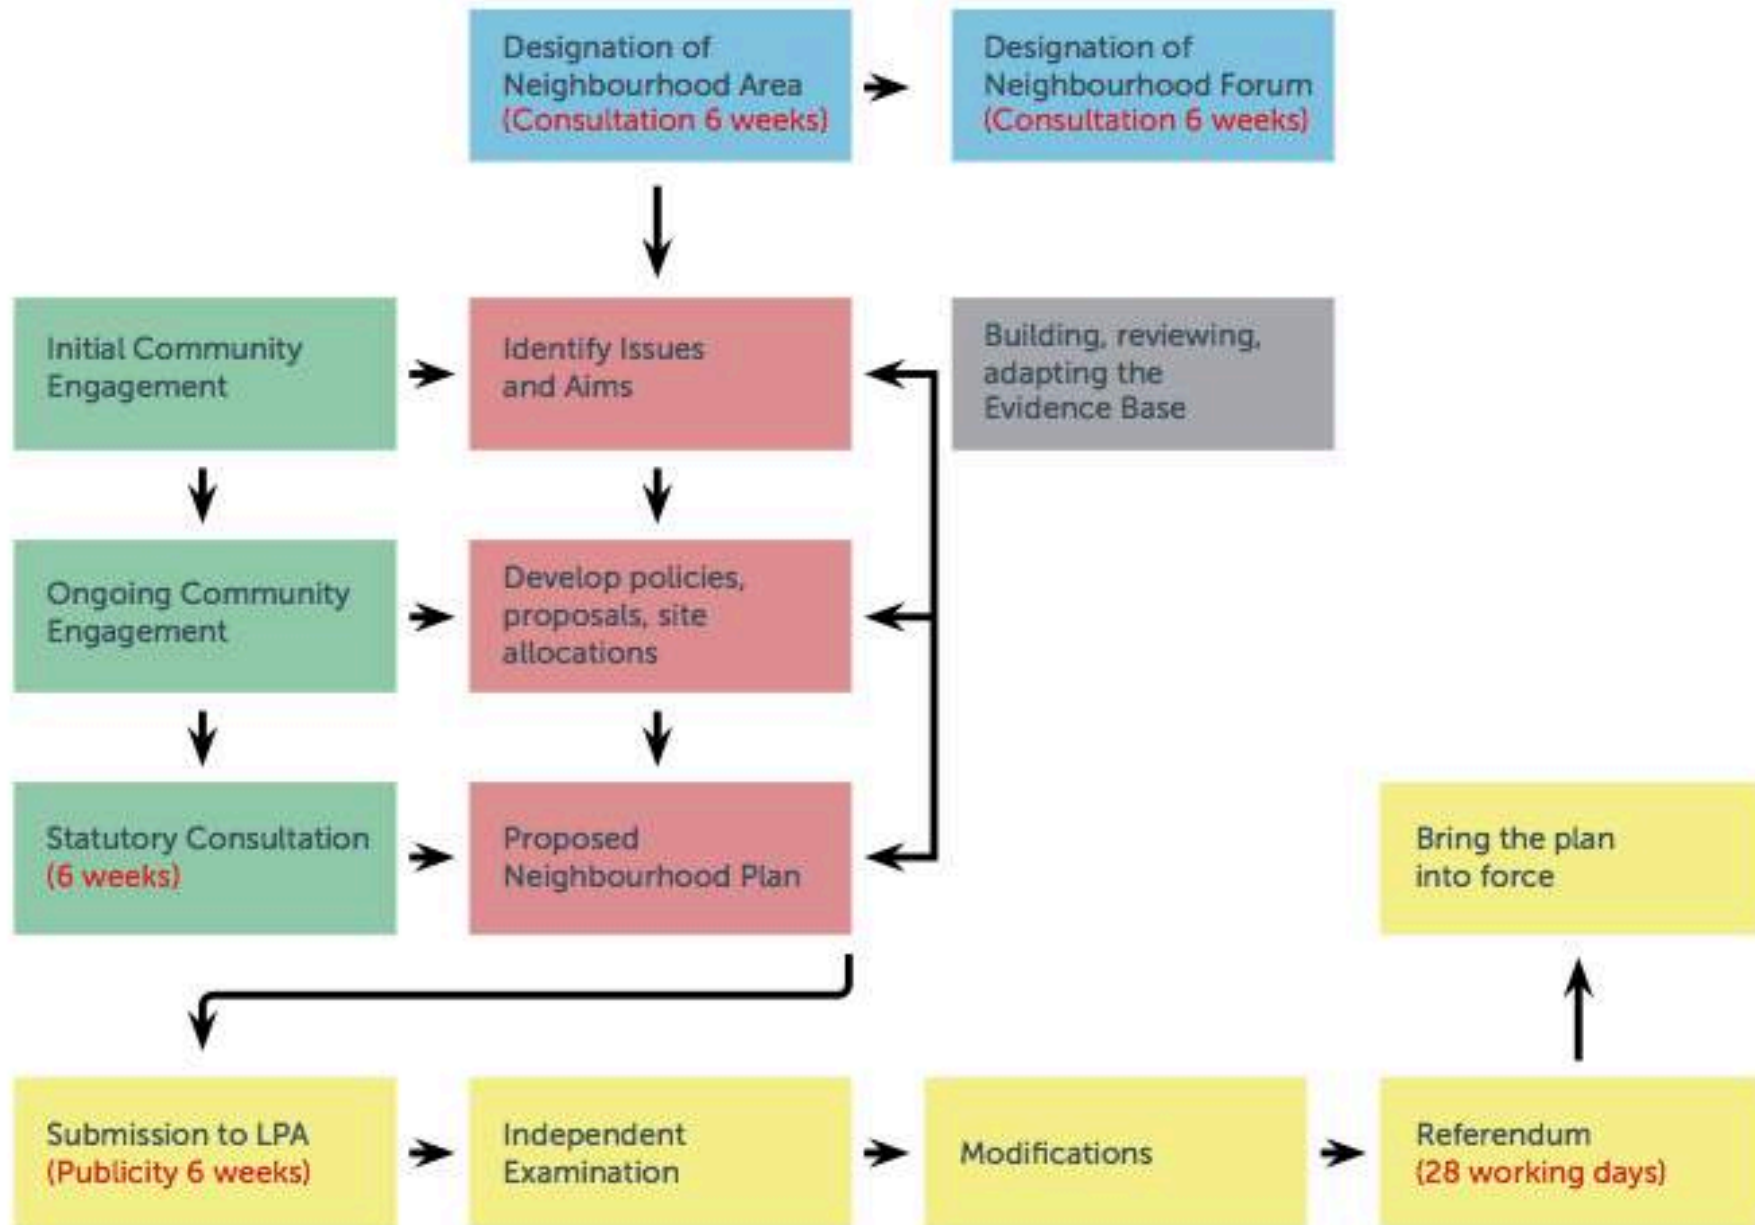 Designation of
Neighbourhood Area
(Consultation 6 weeks)
Designation of
Neighbourhood Forum
(Consultation 6 weeks)
Initial Community
Engagement
Identify Issues
and Aims
Building, reviewing,
adapting the
Evidence Base
Ongoing Community
Engagement
Develop policies,
proposals, site
allocations
Statutory Consultation
(6 weeks)
Proposed
Neighbourhood Plan
Bring the plan
into force
Submission to LPA
(Publicity 6 weeks)
Independent
Examination
Modifications
Referendum
(28 working days)